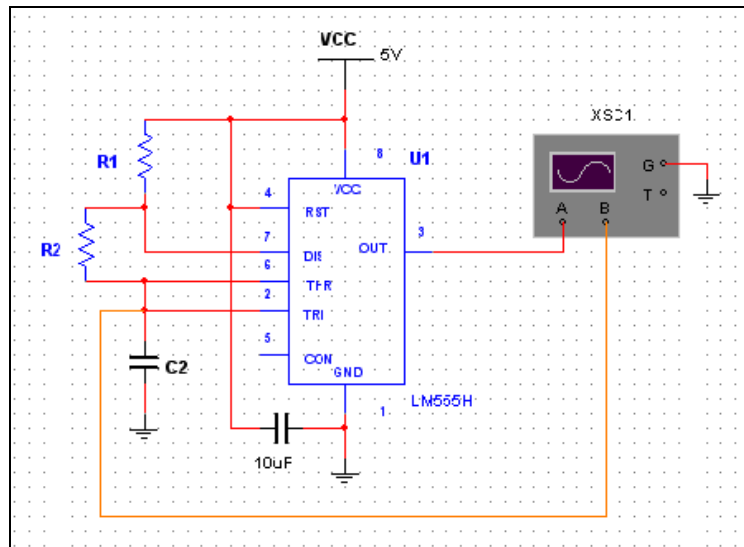 VCC
5V
XSC1
R1
8
U1
G
VCC
4
T
RST
A
B
7
3
R2
DIS
OUT
6
THR
2
TRI
5
CON
C2
GND
LM555H
1
10uF